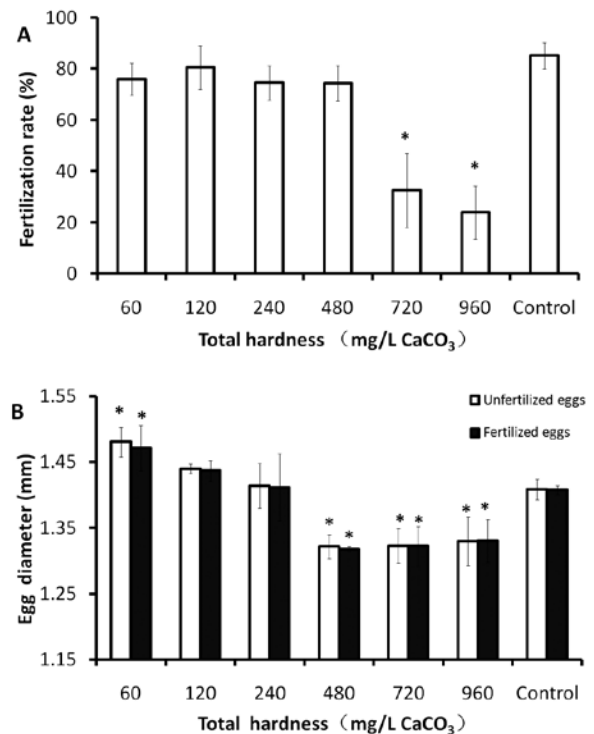 A
Fertilization rate (%)
100
80
60
40
20
0
* *
60 120 240 480 720 960 Control
Total hardness （mg/L CaCO₃）
B
Egg diameter (mm)
1.55
1.45
1.35
1.25
1.15
Unfertilized eggs
Fertilized eggs
* * * * * * * *
60 120 240 480 720 960 Control
Total hardness （mg/L CaCO₃）